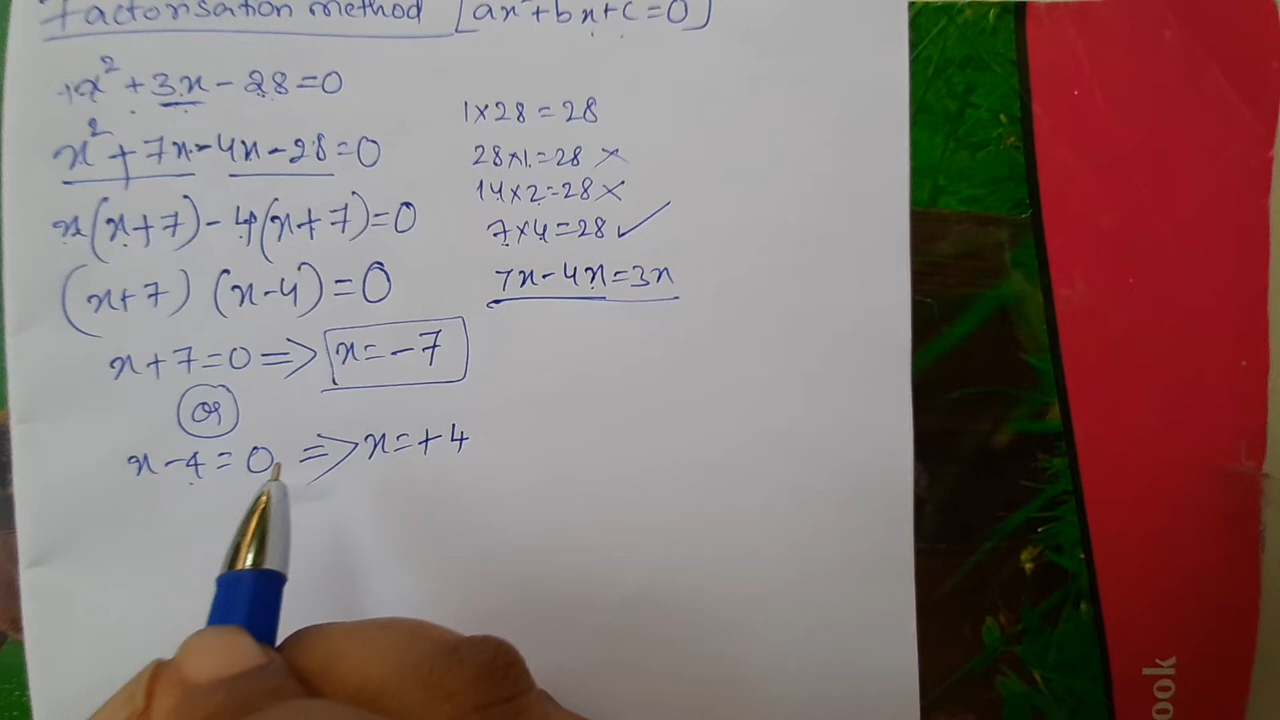 Factorisation method [ax²+bx+c=0]
1x²+3x-28=0
x²+7x-4x-28=0
x(x+7)-4(x+7)=0
(x+7) (x-4)=0
x+7=0 => x=-7
or
x-4=0 => x=+4
1×28=28
28×1=28 ×
14×2=28 ×
7×4=28 ✓
7x-4x=3x
ook